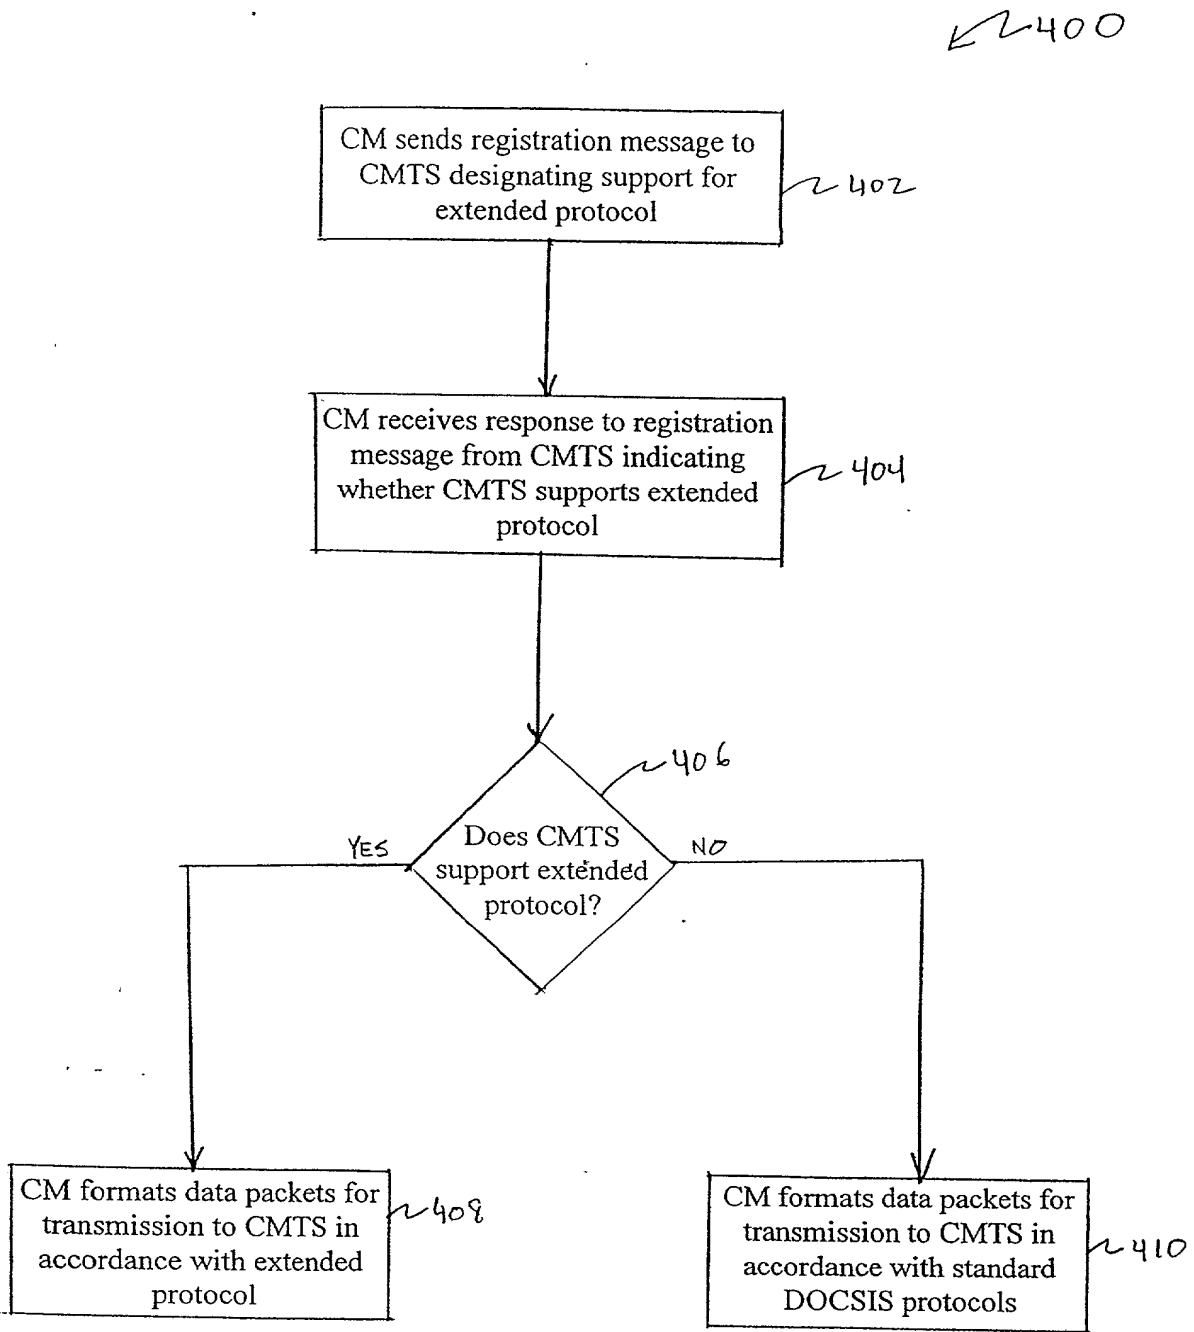 400
CM sends registration message to
CMTS designating support for
extended protocol
402
CM receives response to registration
message from CMTS indicating
whether CMTS supports extended
protocol
404
406
YES
Does CMTS
support extended
protocol?
NO
CM formats data packets for
transmission to CMTS in
accordance with extended
protocol
408
CM formats data packets for
transmission to CMTS in
accordance with standard
DOCSIS protocols
410